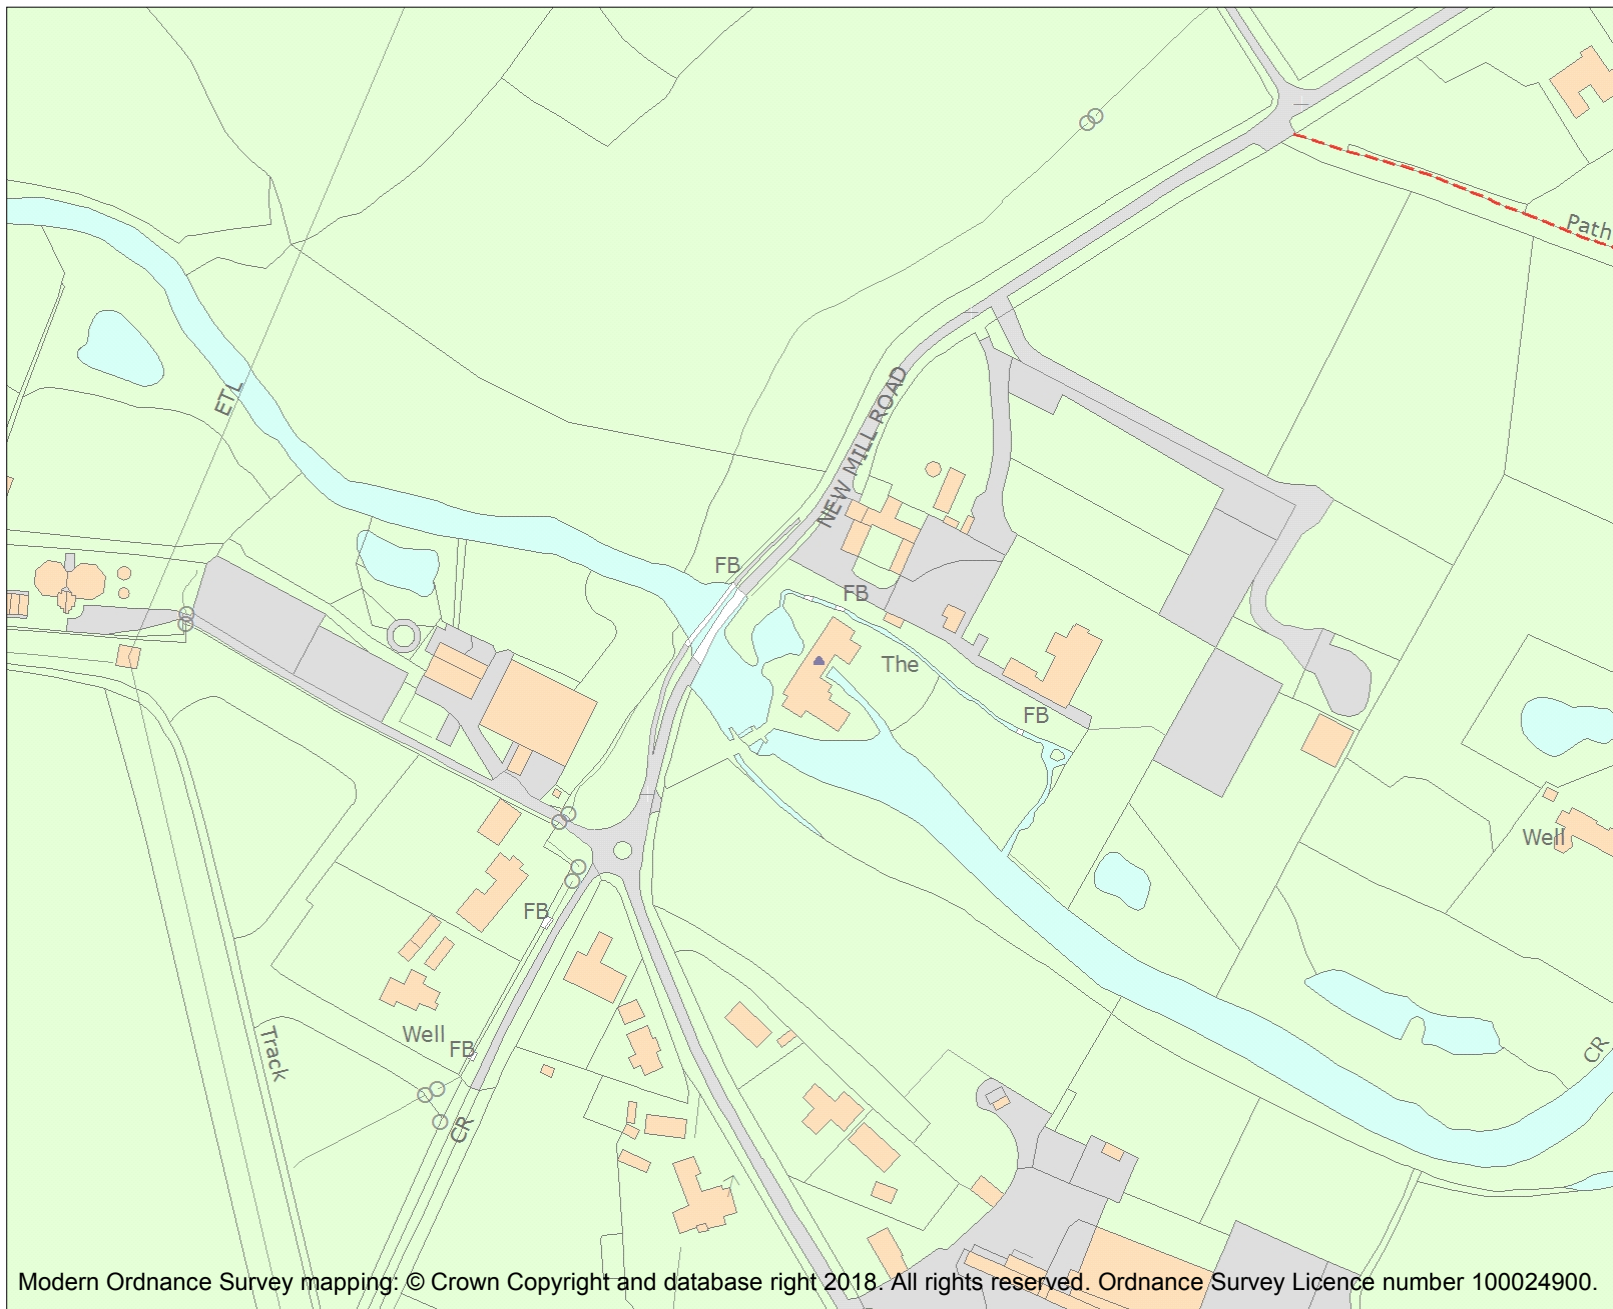 Path
ETL
NEW MILL ROAD
FB
FB
The
FB
Well
FB
Well
FB
Track
CR
CR
Modern Ordnance Survey mapping: © Crown Copyright and database right 2018. All rights reserved. Ordnance Survey Licence number 100024900.